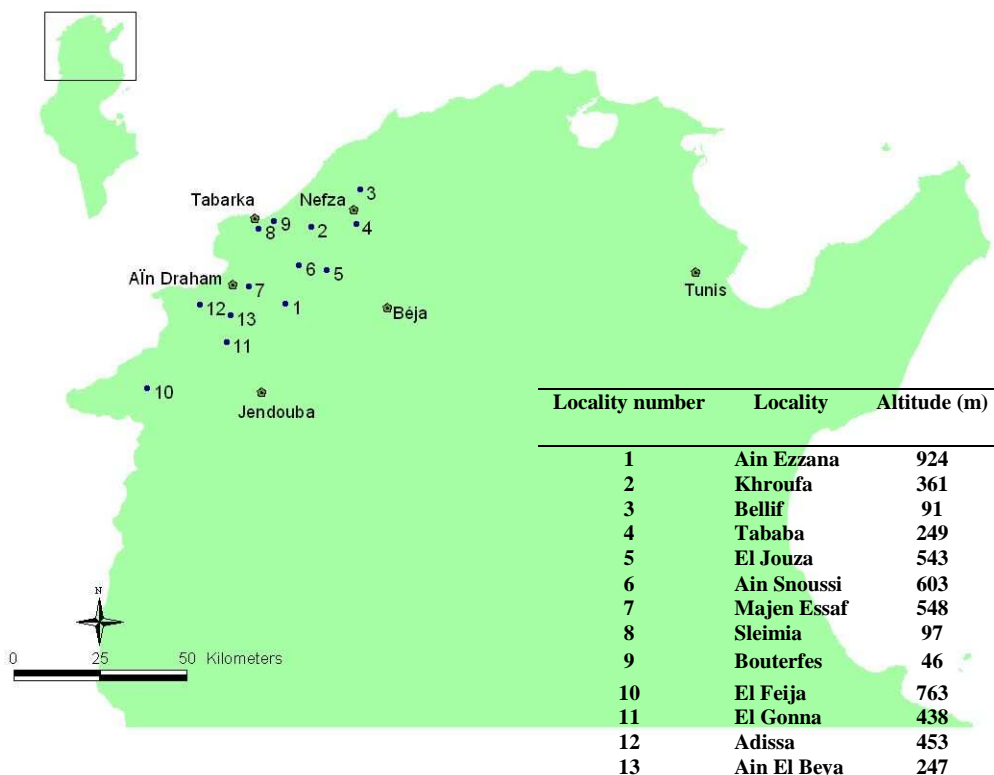 3
Tabarka
Nefza
9
8
2
4
6
5
AÏn Draham
7
Tunis
12
1
Béja
13
11
10
Jendouba
N
0 25 50 Kilometers
Locality number Locality Altitude (m)
1 Ain Ezzana 924
2 Khroufa 361
3 Bellif 91
4 Tababa 249
5 El Jouza 543
6 Ain Snoussi 603
7 Majen Essaf 548
8 Sleimia 97
9 Bouterfes 46
10 El Feija 763
11 El Gonna 438
12 Adissa 453
13 Ain El Beya 247